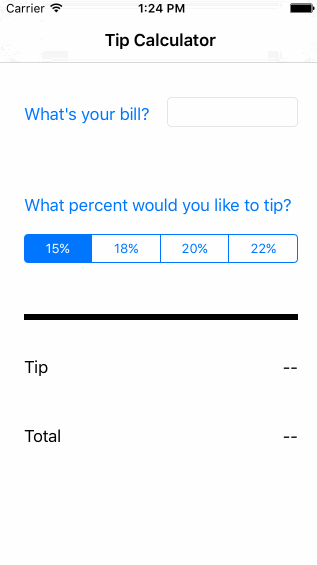 Carrier 1:24 PM
Tip Calculator
What's your bill?
What percent would you like to tip?
15% 18% 20% 22%
Tip --
Total --